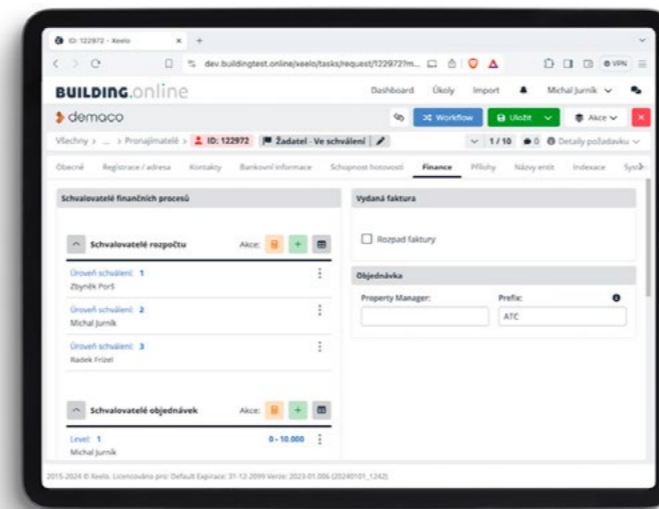 ID: 122972 - Xeelo
dev.buildingtest.online/xeelo/tasks/request/122972?m...
VPN
BUILDING.online
Dashboard Úkoly Import Michal Jurník
demaco
Workflow Uložit Akce
Všechny > ... > Pronajímatelé > ID: 122972 Žadatel - Ve schválení
1 / 10 0 Detaily požadavku
Obecné Registrace / adresa Kontakty Bankovní informace Schopnost hotovosti Finance Přílohy Názvy entit Indexace
Schvalovatelé finančních procesů
Schvalovatelé rozpočtu Akce:
Úroveň schválení: 1
Zbyněk Porš
Úroveň schválení: 2
Michal Jurník
Úroveň schválení: 3
Radek Frízel
Schvalovatelé objednávek Akce:
Level: 1 0 - 10.000
Michal Jurník
Vydaná faktura
Rozpad faktury
Objednávka
Property Manager: Prefix:
ATC
2015-2024 © Xeelo. Licencováno pro: Default Expirace: 31-12-2099 Verze: 2023-01.006 (20240101_1242)